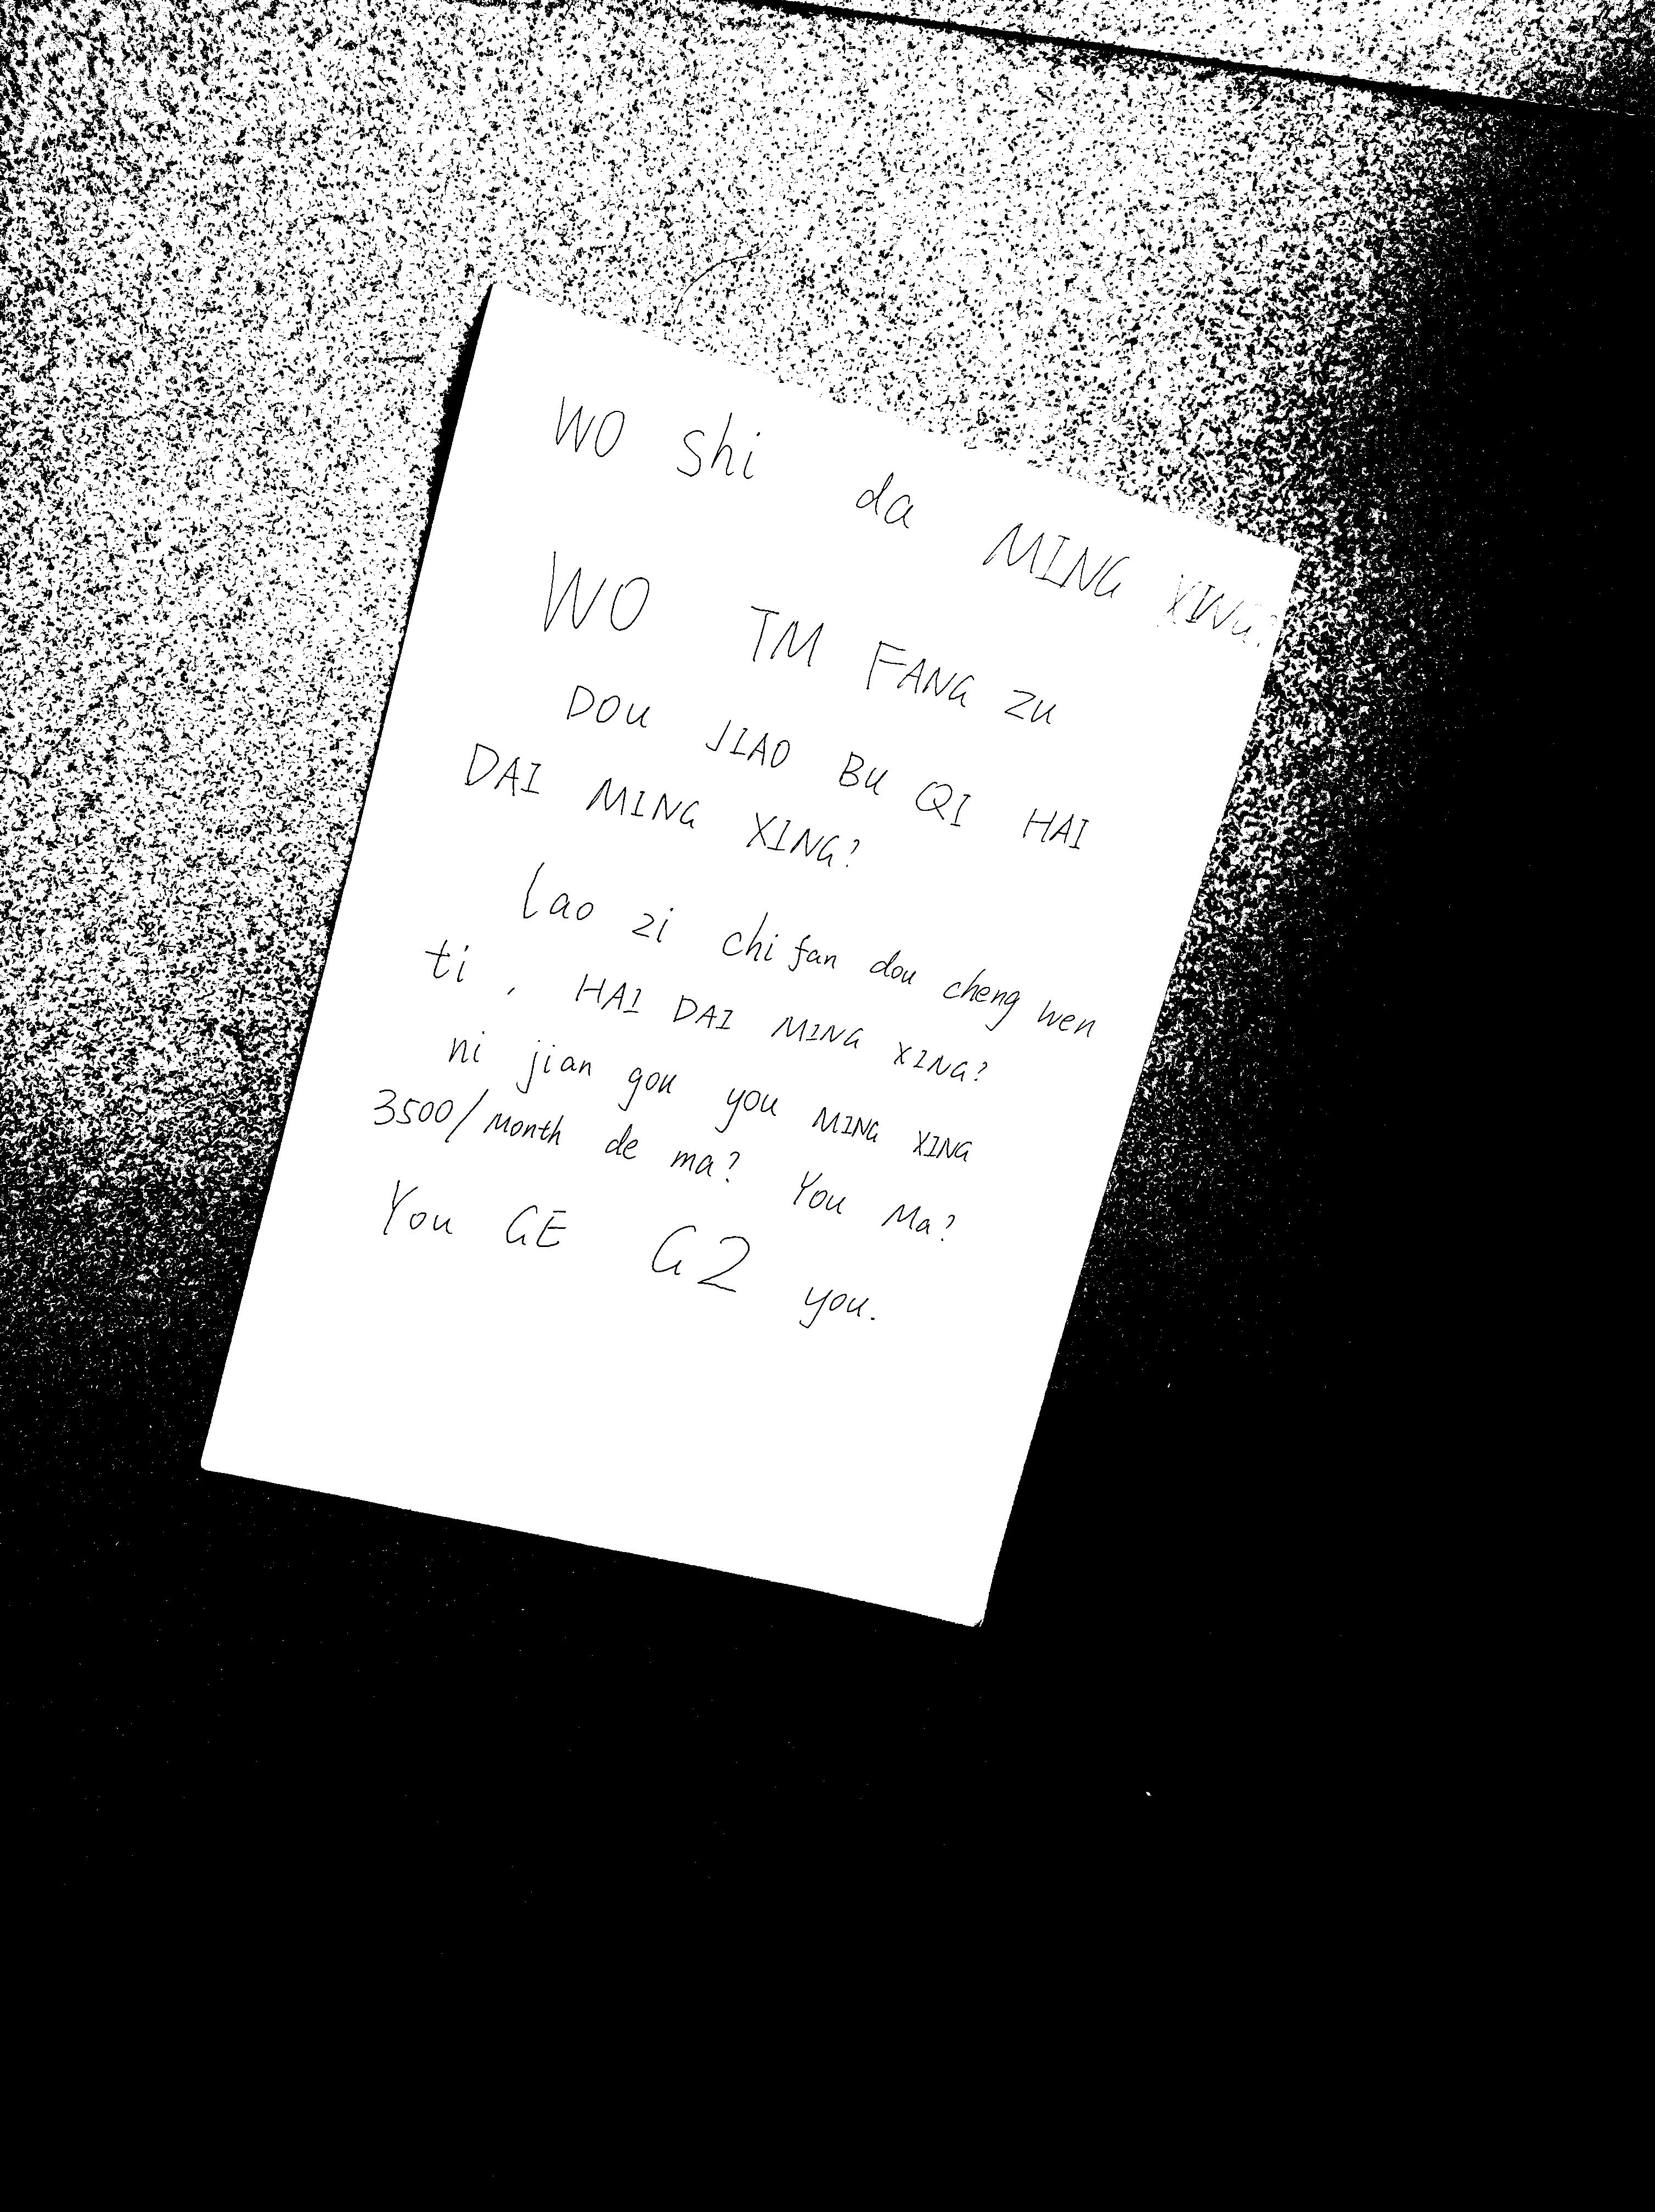 WO Shi da MING XING?
WO TM FANG ZU
DOU JIAO BU QI HAI
DAI MING XING?
Lao zi chi fan dou cheng wen
ti, HAI DAI MING XING?
ni jian gou you MING XING
3500/Month de ma? You Ma?
You GE G2 you.